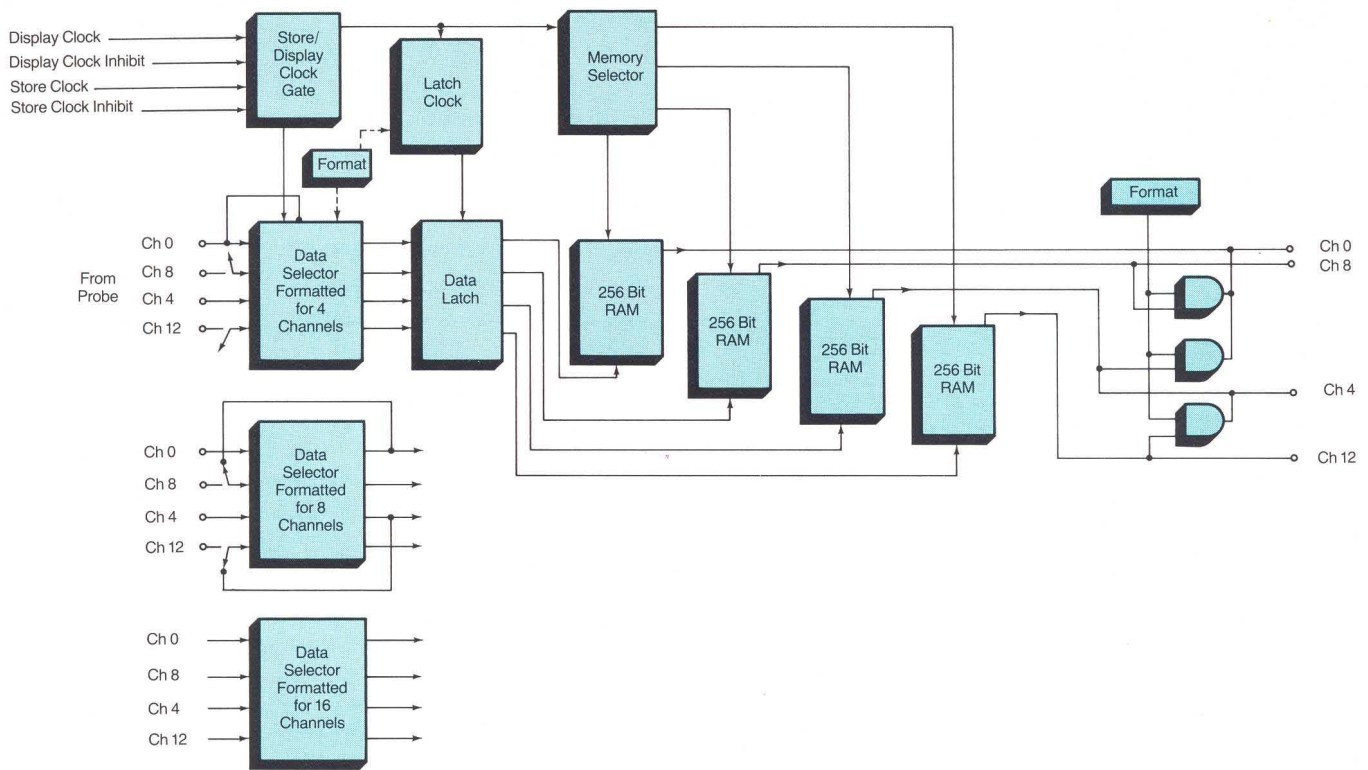 Display Clock
Display Clock Inhibit
Store Clock
Store Clock Inhibit
Store/
Display
Clock
Gate
Latch
Clock
Memory
Selector
Format
Format
From
Probe
Ch 0
Ch 8
Ch 4
Ch 12
Data
Selector
Formatted
for 4
Channels
Data
Latch
256 Bit
RAM
256 Bit
RAM
256 Bit
RAM
256 Bit
RAM
Ch 0
Ch 8
Ch 4
Ch 12
Ch 0
Ch 8
Ch 4
Ch 12
Data
Selector
Formatted
for 8
Channels
Ch 0
Ch 8
Ch 4
Ch 12
Data
Selector
Formatted
for 16
Channels